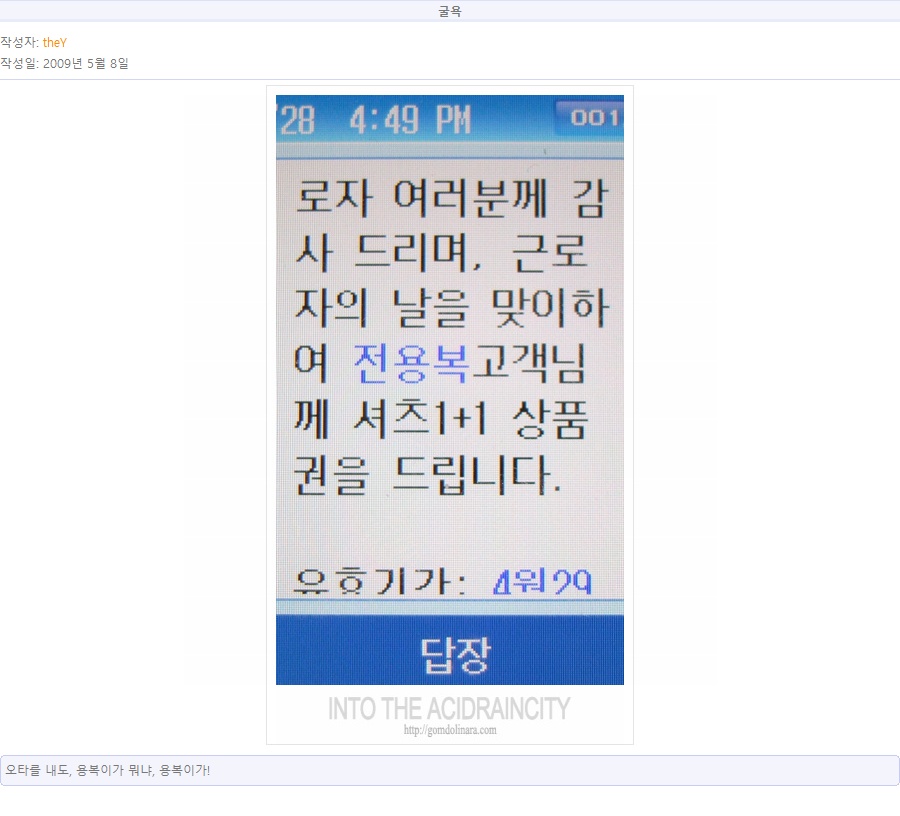 굴욕
작성자: theY
작성일: 2009년 5월 8일
'28 4:49 PM 001
로자 여러분께 감
사 드리며, 근로
자의 날을 맞이하
여 전용복고객님
께 셔츠1+1 상품
권을 드립니다.
유효기간: 4월29
답장
INTO THE ACIDRAINCITY
http://gomdolinara.com
오타를 내도, 용복이가 뭐냐, 용복이가!